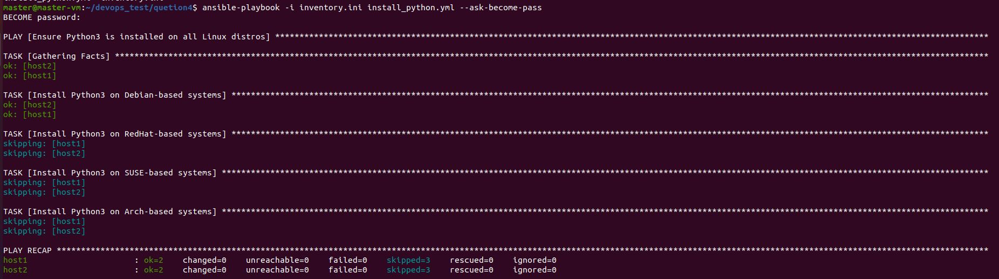 master@master-vm:~/devops_test/quetion4$ ansible-playbook -i inventory.ini install_python.yml --ask-become-pass
BECOME password:
PLAY [Ensure Python3 is installed on all Linux distros] ***************************************************************************************************************************************************
TASK [Gathering Facts] ************************************************************************************************************************************************************************************
ok: [host2]
ok: [host1]
TASK [Install Python3 on Debian-based systems] ************************************************************************************************************************************************************
ok: [host2]
ok: [host1]
TASK [Install Python3 on RedHat-based systems] ************************************************************************************************************************************************************
skipping: [host1]
skipping: [host2]
TASK [Install Python3 on SUSE-based systems] **************************************************************************************************************************************************************
skipping: [host1]
skipping: [host2]
TASK [Install Python3 on Arch-based systems] **************************************************************************************************************************************************************
skipping: [host1]
skipping: [host2]
PLAY RECAP ************************************************************************************************************************************************************************************************
host1                      : ok=2    changed=0    unreachable=0    failed=0    skipped=3    rescued=0    ignored=0
host2                      : ok=2    changed=0    unreachable=0    failed=0    skipped=3    rescued=0    ignored=0